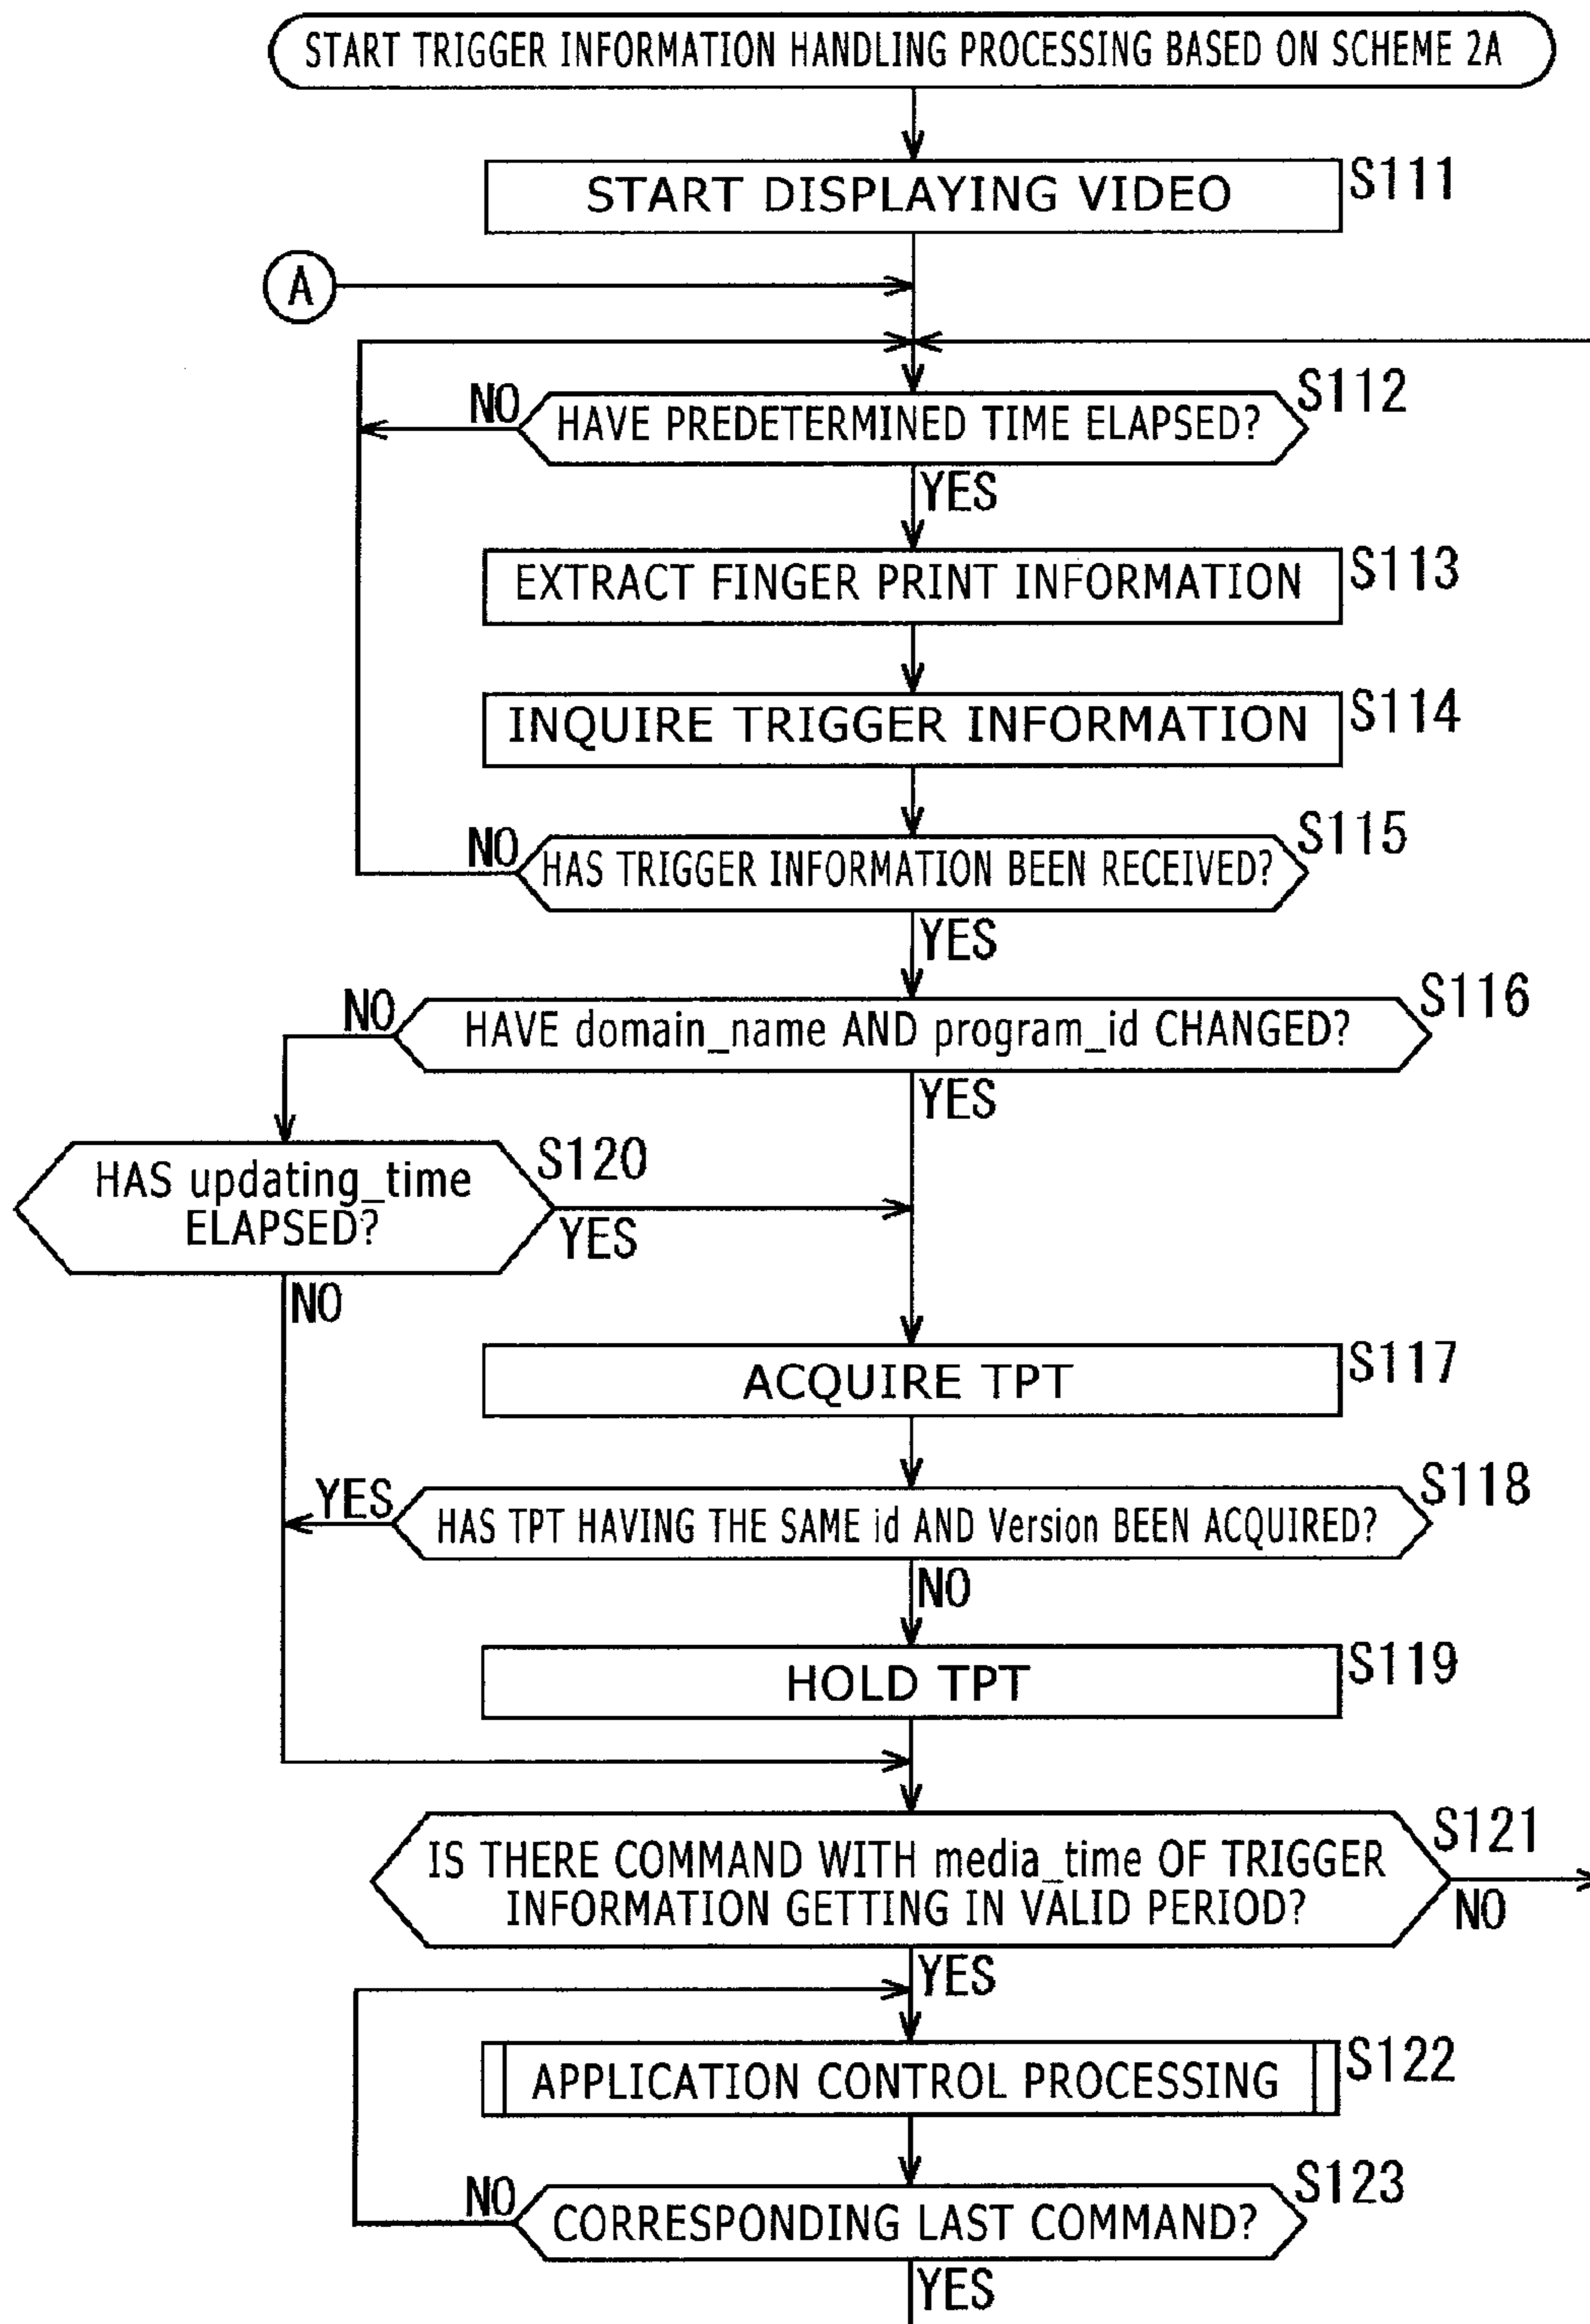 START TRIGGER INFORMATION HANDLING PROCESSING BASED ON SCHEME 2A
START DISPLAYING VIDEO
S111
A
NO
HAVE PREDETERMINED TIME ELAPSED?
S112
YES
EXTRACT FINGER PRINT INFORMATION
S113
INQUIRE TRIGGER INFORMATION
S114
NO
HAS TRIGGER INFORMATION BEEN RECEIVED?
S115
YES
NO
HAVE domain_name AND program_id CHANGED?
S116
YES
HAS updating_time
ELAPSED?
S120
YES
NO
ACQUIRE TPT
S117
YES
HAS TPT HAVING THE SAME id AND Version BEEN ACQUIRED?
S118
NO
HOLD TPT
S119
IS THERE COMMAND WITH media_time OF TRIGGER
INFORMATION GETTING IN VALID PERIOD?
S121
NO
YES
APPLICATION CONTROL PROCESSING
S122
NO
CORRESPONDING LAST COMMAND?
S123
YES